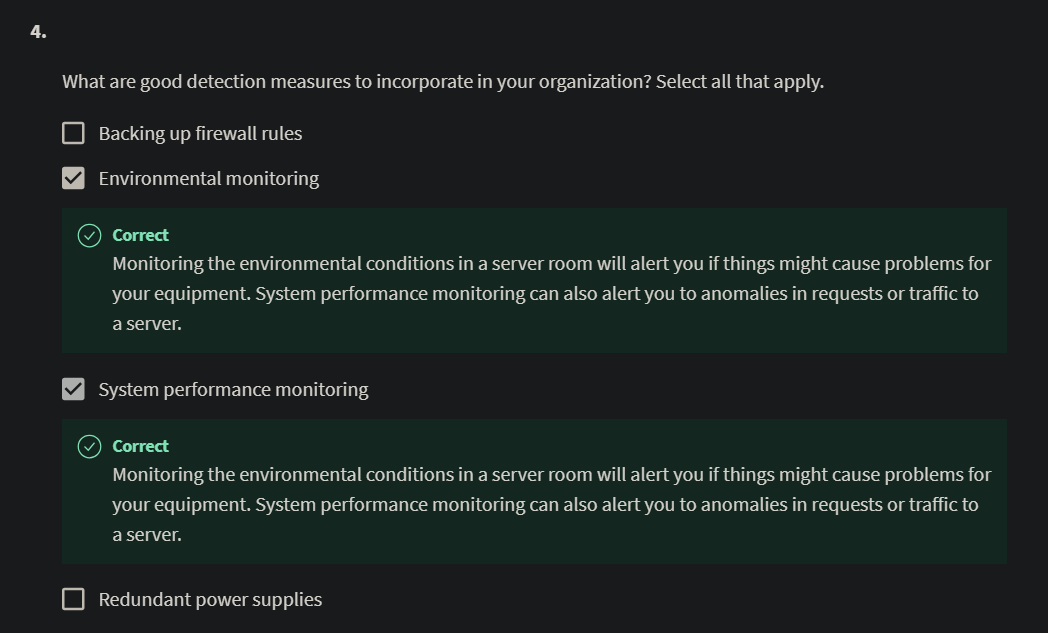 4.
What are good detection measures to incorporate in your organization? Select all that apply.
Backing up firewall rules
Environmental monitoring
Correct
Monitoring the environmental conditions in a server room will alert you if things might cause problems for
your equipment. System performance monitoring can also alert you to anomalies in requests or traffic to
a server.
System performance monitoring
Correct
Monitoring the environmental conditions in a server room will alert you if things might cause problems for
your equipment. System performance monitoring can also alert you to anomalies in requests or traffic to
a server.
Redundant power supplies